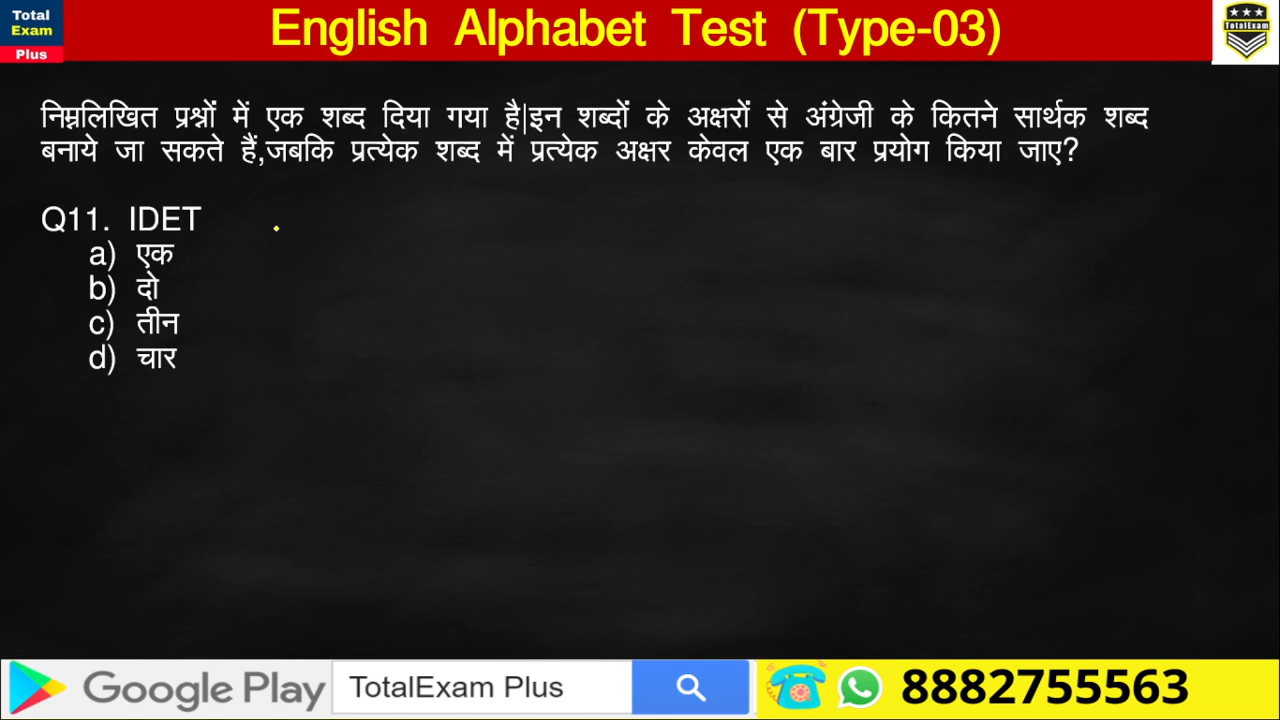 Total
Exam
Plus
English Alphabet Test (Type-03)
TotalExam
निम्नलिखित प्रश्नों में एक शब्द दिया गया है|इन शब्दों के अक्षरों से अंग्रेजी के कितने सार्थक शब्द
बनाये जा सकते हैं,जबकि प्रत्येक शब्द में प्रत्येक अक्षर केवल एक बार प्रयोग किया जाए?
Q11. IDET
a) एक
b) दो
c) तीन
d) चार
Google Play
TotalExam Plus
8882755563